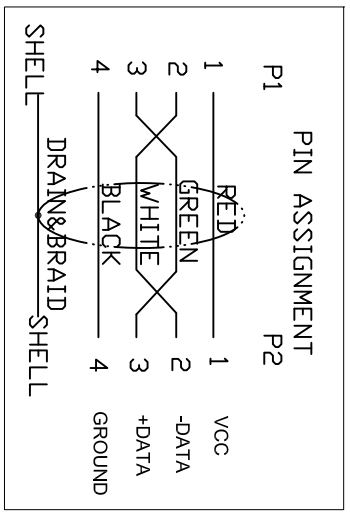 PIN ASSIGNMENT
P1 P2
1 RED 1 VCC
2 GREEN 2 -DATA
3 WHITE 3 +DATA
4 BLACK 4 GROUND
SHELL DRAIN&BRAID SHELL